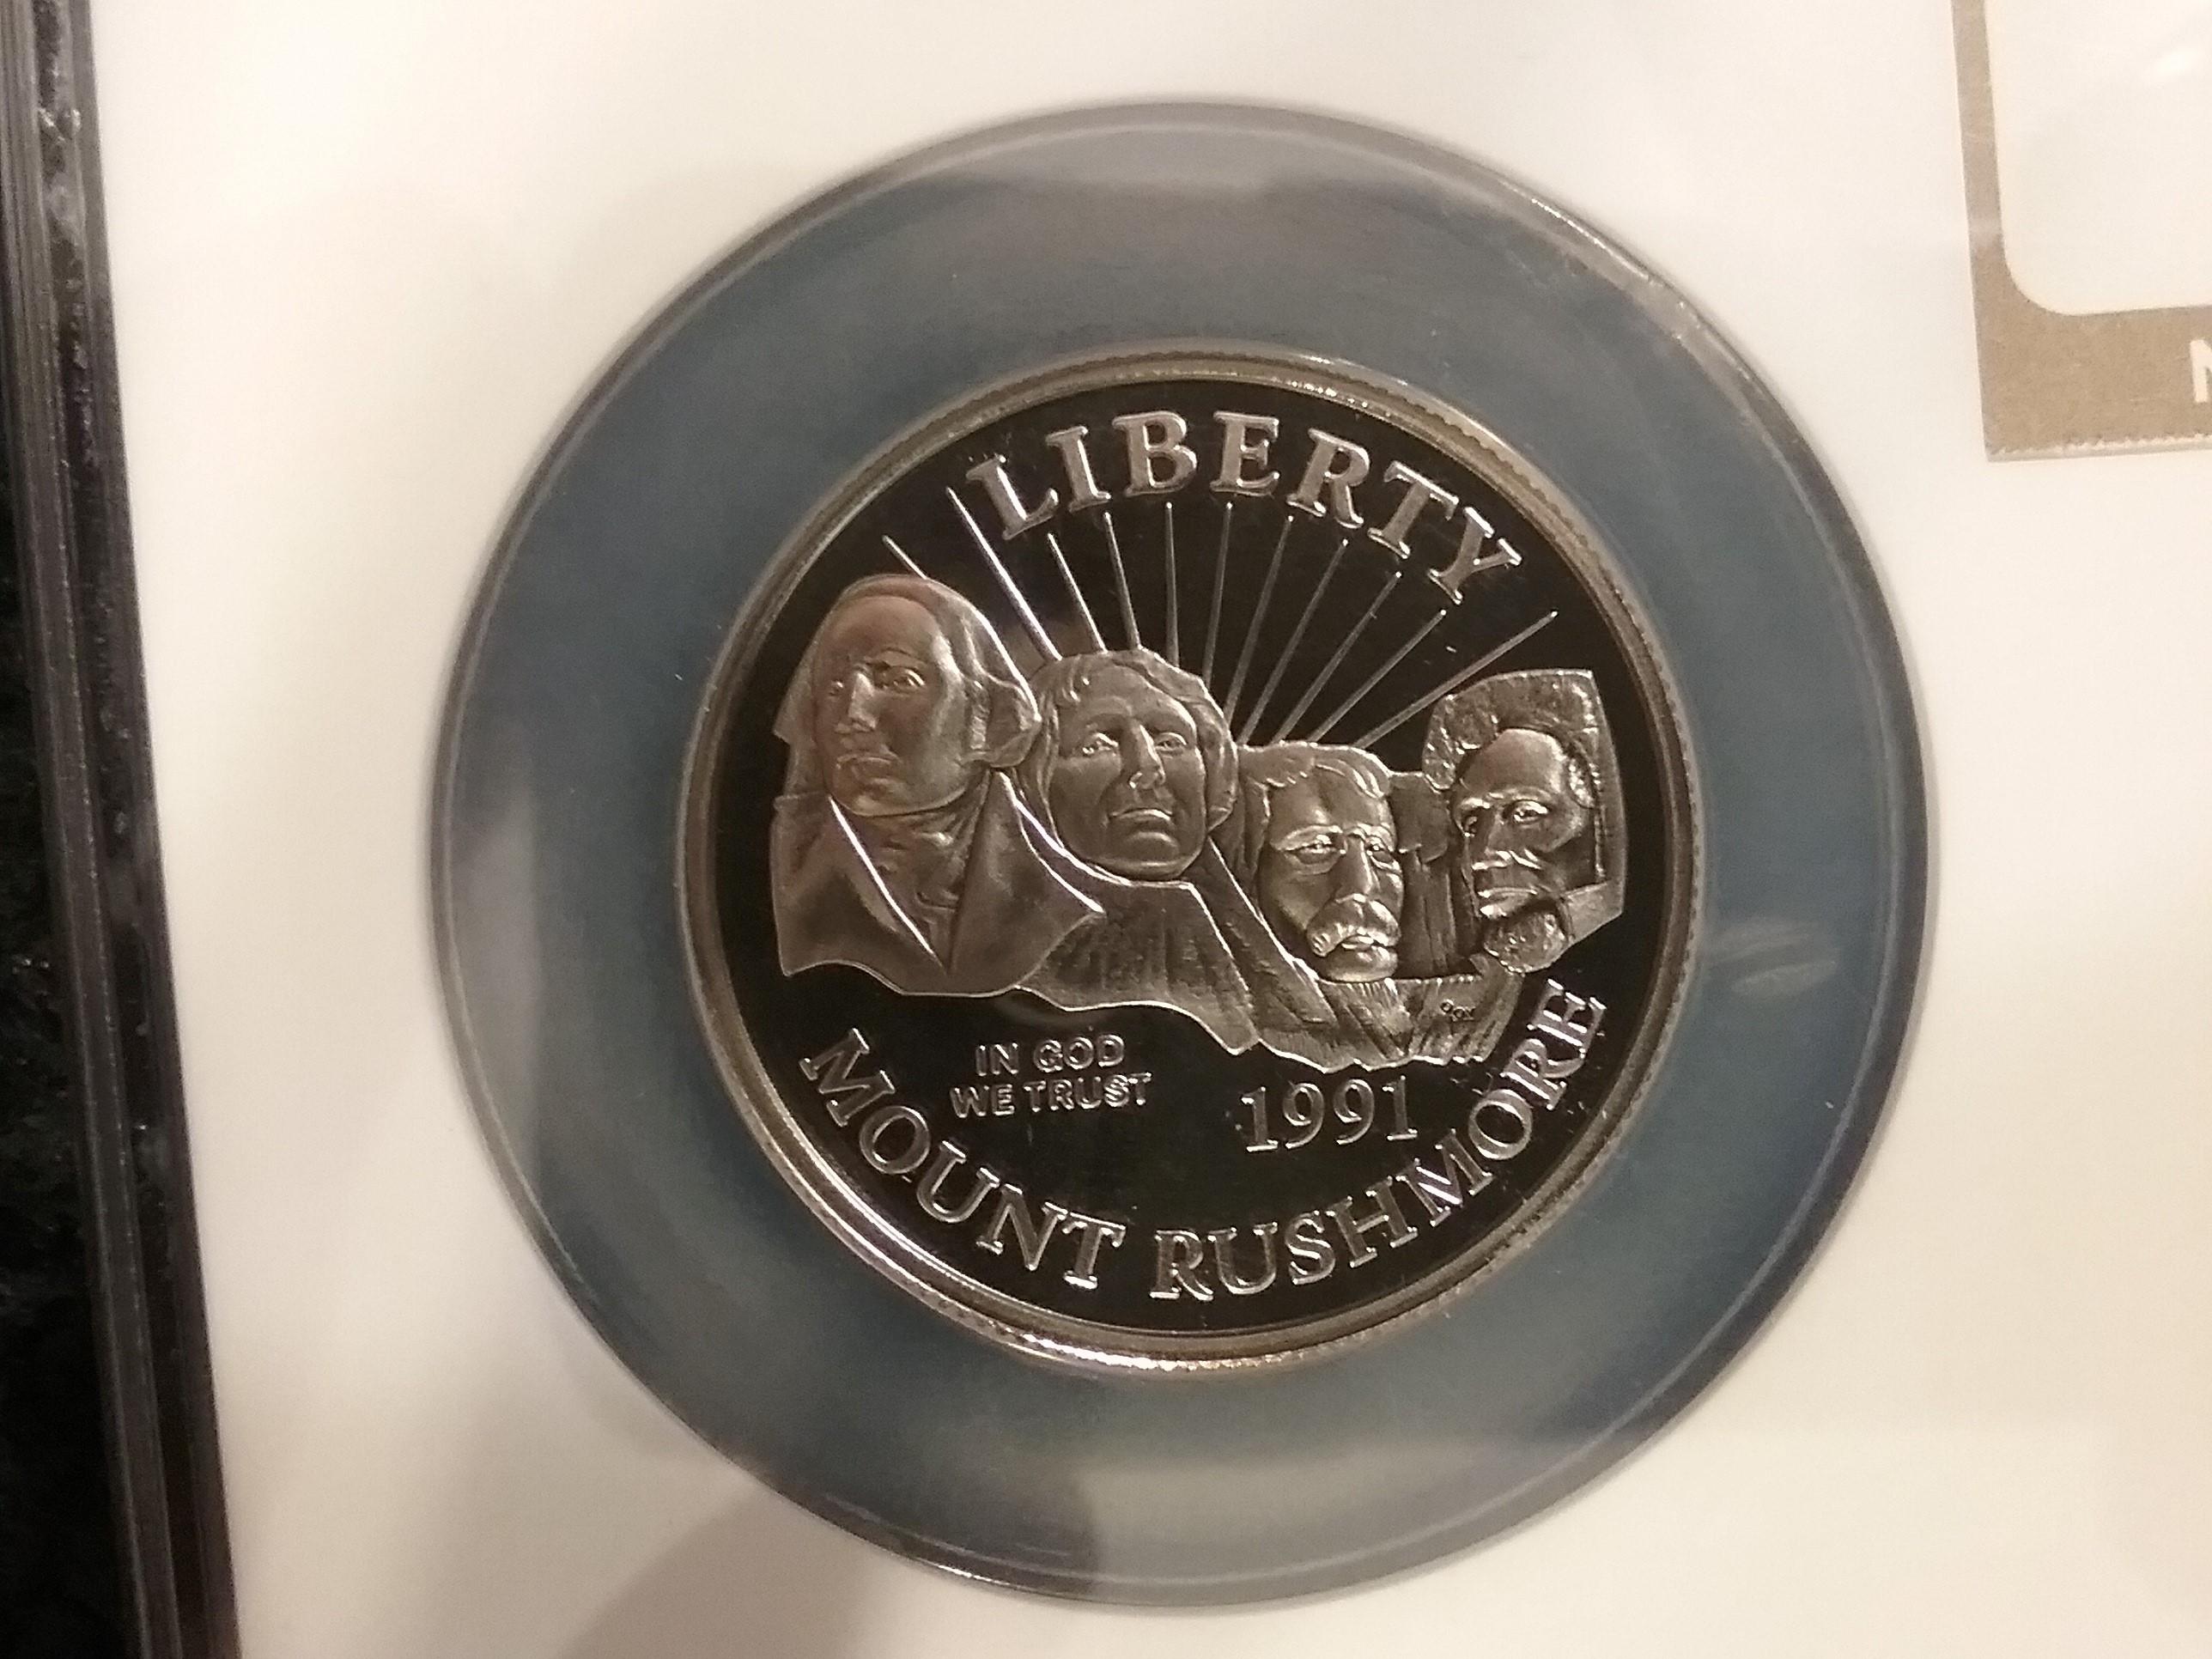 LIBERTY
IN GOD
WE TRUST
1991
MOUNT RUSHMORE